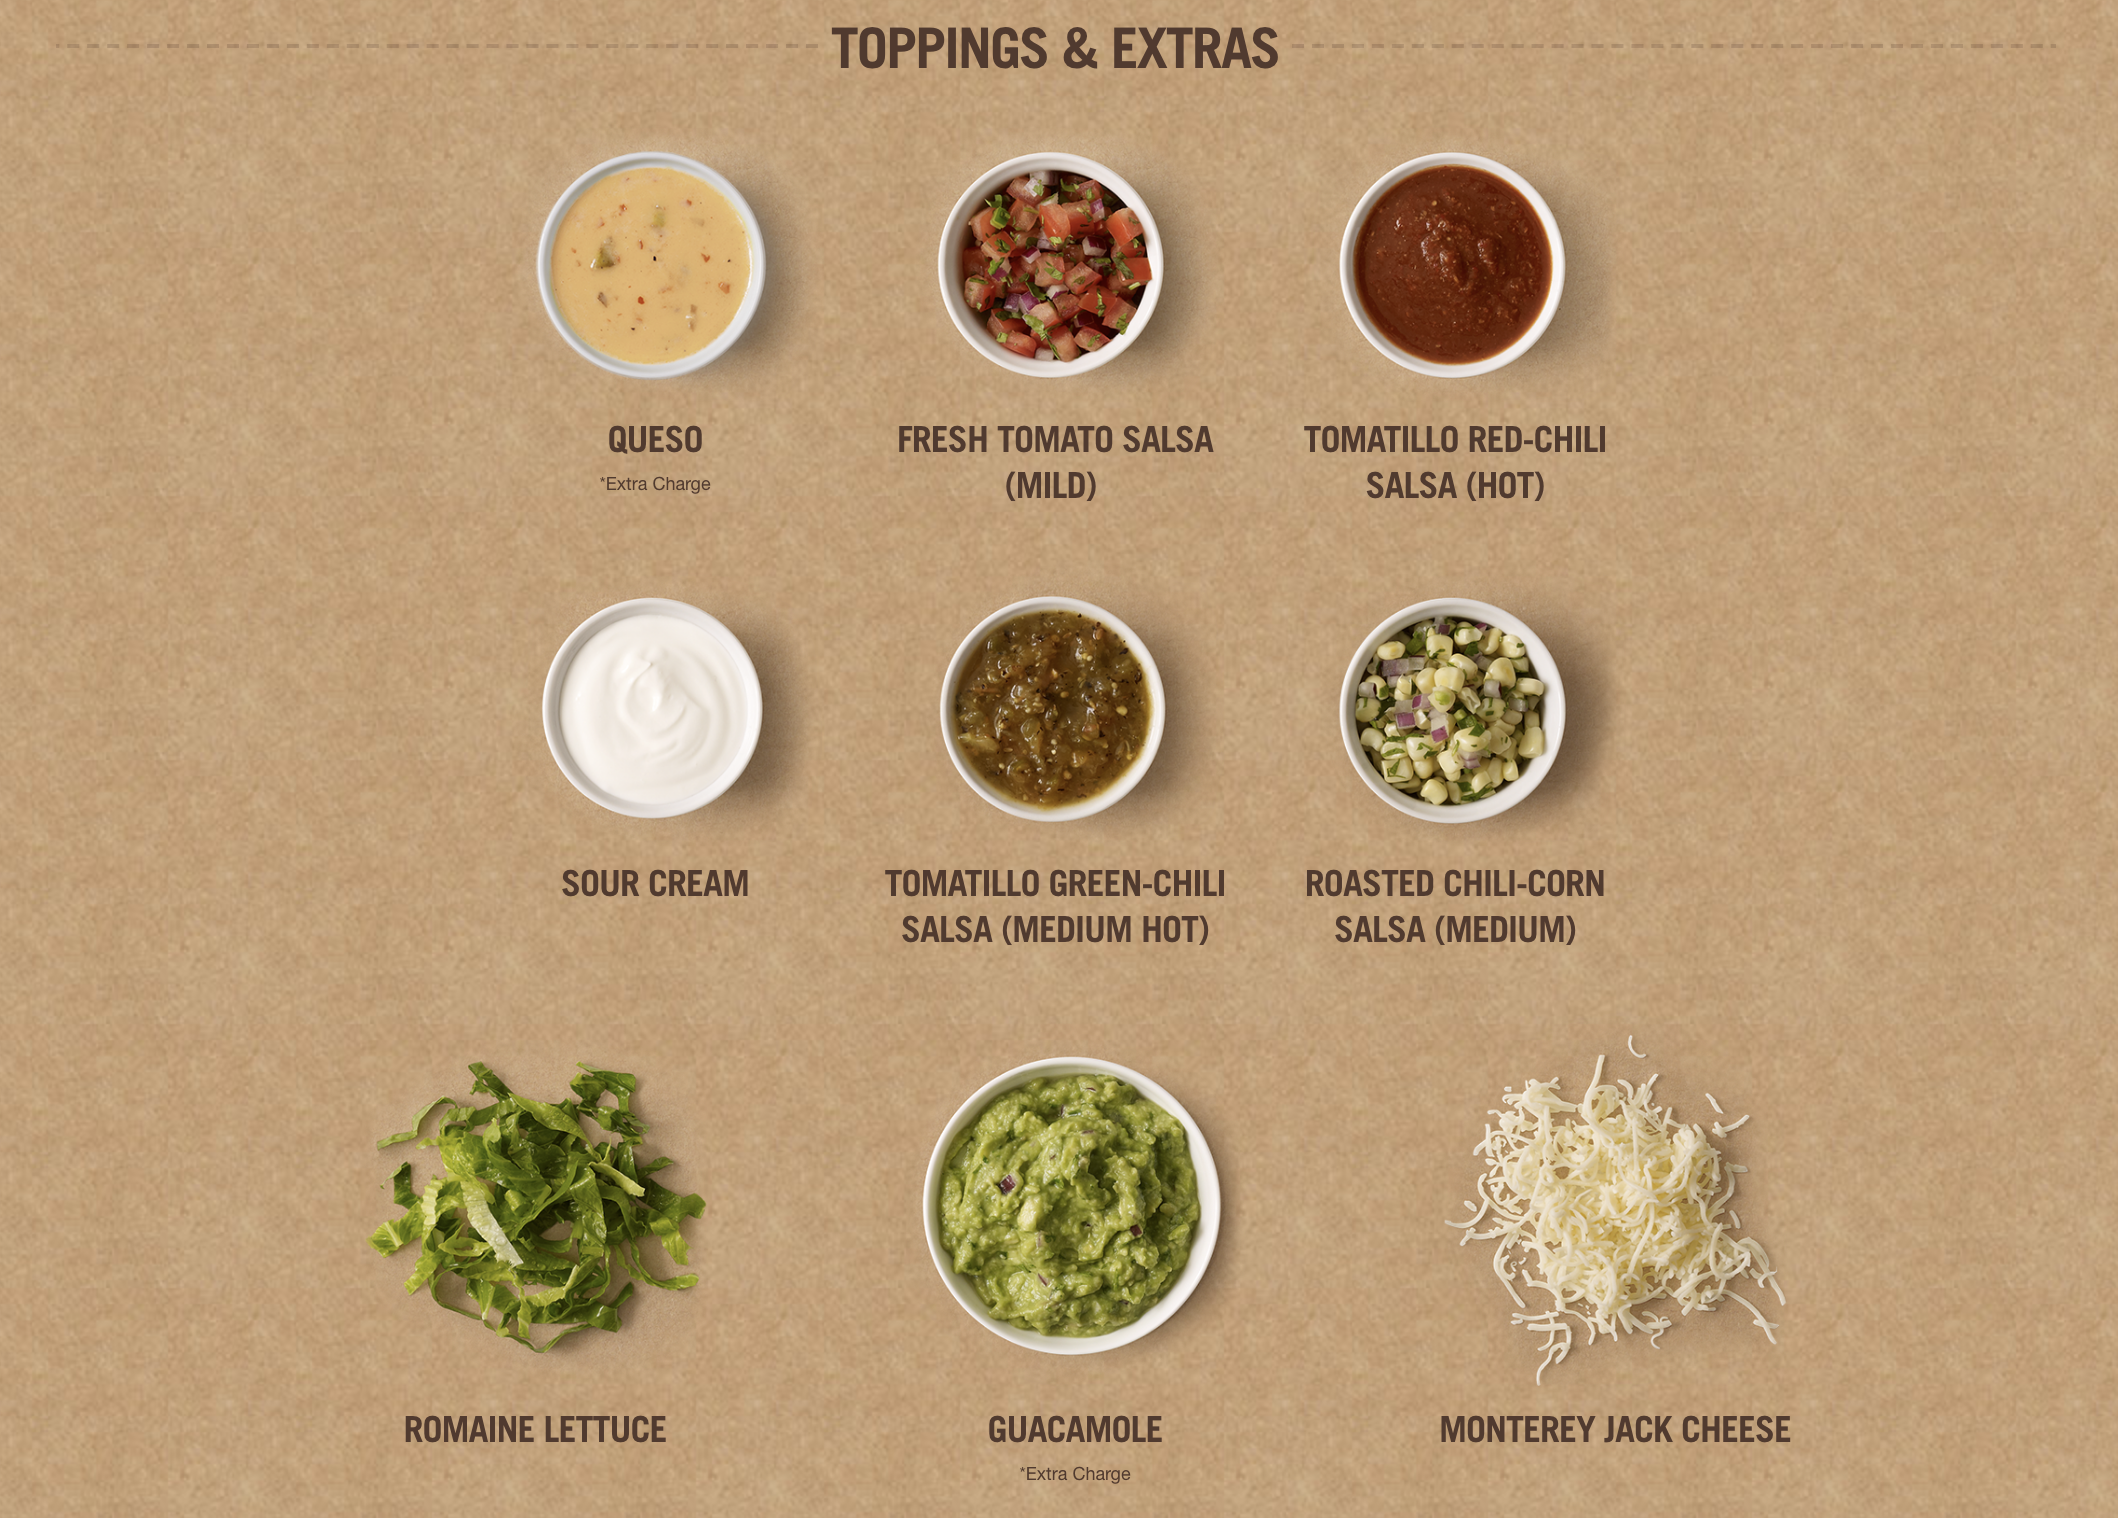 TOPPINGS & EXTRAS
QUESO
*Extra Charge
FRESH TOMATO SALSA
(MILD)
TOMATILLO RED-CHILI
SALSA (HOT)
SOUR CREAM
TOMATILLO GREEN-CHILI
SALSA (MEDIUM HOT)
ROASTED CHILI-CORN
SALSA (MEDIUM)
ROMAINE LETTUCE
GUACAMOLE
*Extra Charge
MONTEREY JACK CHEESE